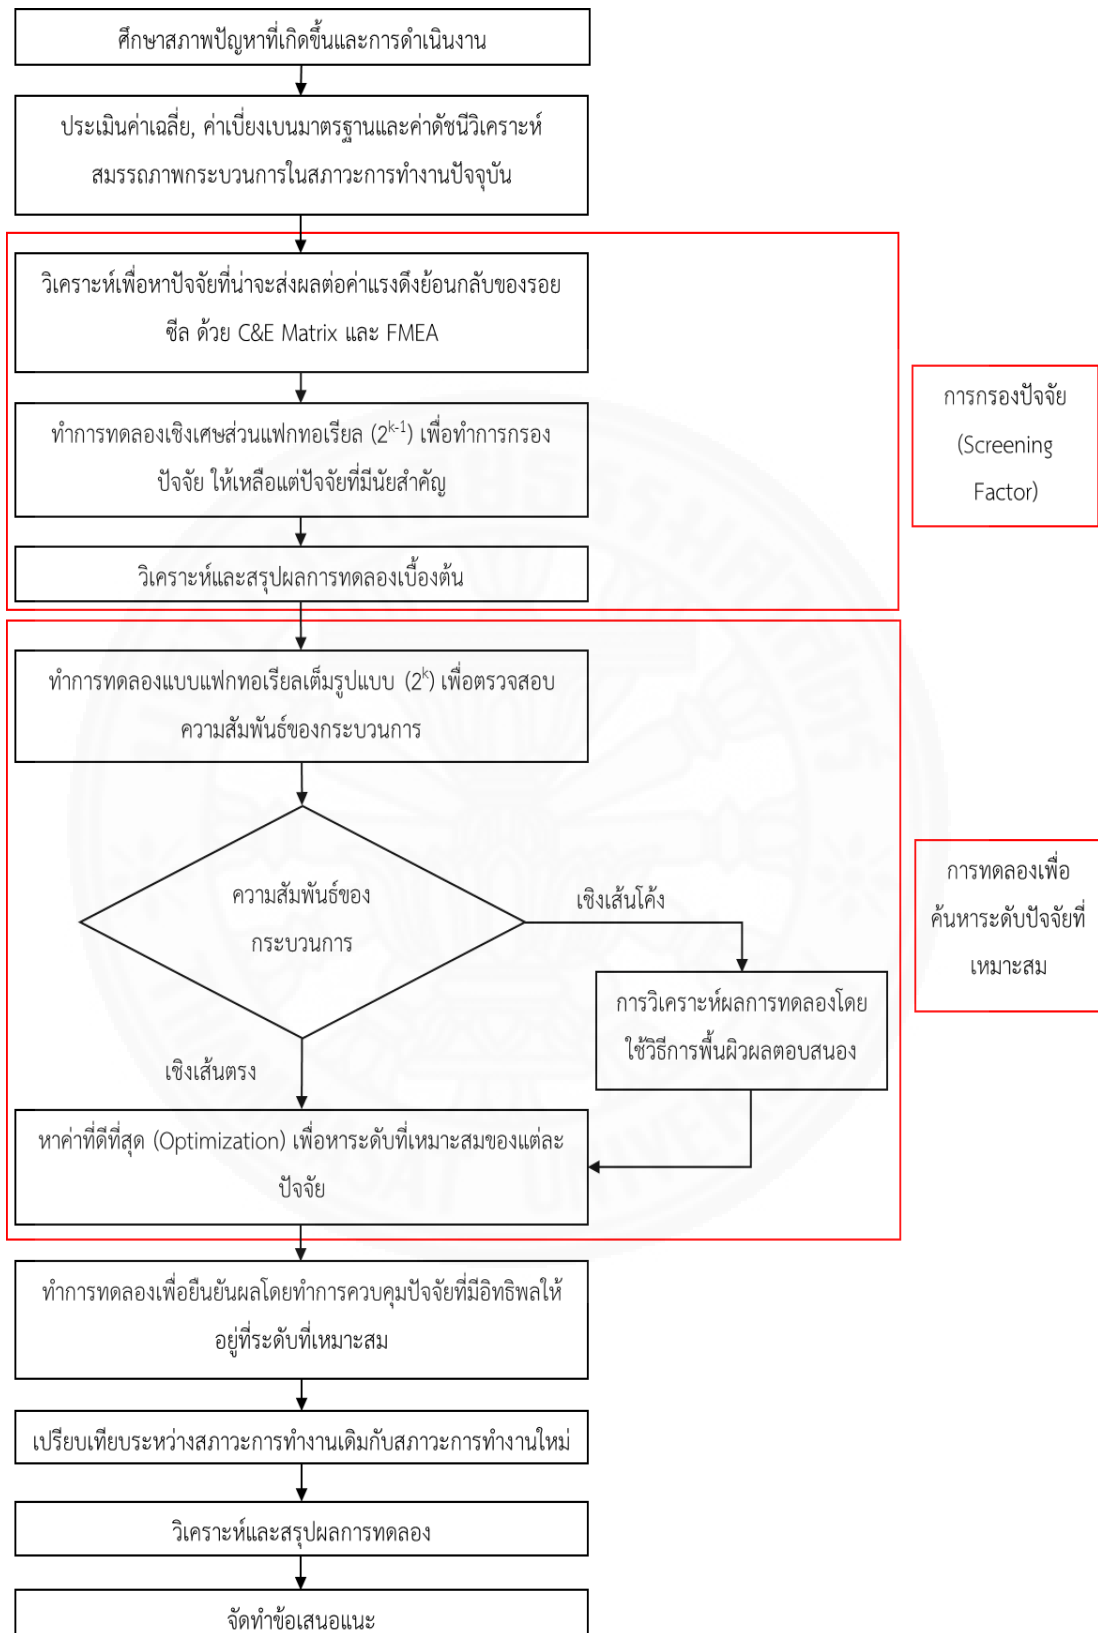 ศึกษาสภาพปัญหาที่เกิดขึ้นและการดำเนินงาน
ประเมินค่าเฉลี่ย, ค่าเบี่ยงเบนมาตรฐานและค่าดัชนีวิเคราะห์
สมรรถภาพกระบวนการในสภาวะการทำงานปัจจุบัน
วิเคราะห์เพื่อหาปัจจัยที่น่าจะส่งผลต่อค่าแรงดึงย้อนกลับของรอย
ซีล ด้วย C&E Matrix และ FMEA
ทำการทดลองเชิงเศษส่วนแฟกทอเรียล (2^k-1) เพื่อทำการกรอง
ปัจจัย ให้เหลือแต่ปัจจัยที่มีนัยสำคัญ
วิเคราะห์และสรุปผลการทดลองเบื้องต้น
การกรองปัจจัย
(Screening
Factor)
ทำการทดลองแบบแฟกทอเรียลเต็มรูปแบบ (2^k) เพื่อตรวจสอบ
ความสัมพันธ์ของกระบวนการ
ความสัมพันธ์ของ
กระบวนการ
เชิงเส้นโค้ง
การวิเคราะห์ผลการทดลองโดย
ใช้วิธีการพื้นผิวผลตอบสนอง
เชิงเส้นตรง
หาค่าที่ดีที่สุด (Optimization) เพื่อหาระดับที่เหมาะสมของแต่ละ
ปัจจัย
การทดลองเพื่อ
ค้นหาระดับปัจจัยที่
เหมาะสม
ทำการทดลองเพื่อยืนยันผลโดยทำการควบคุมปัจจัยที่มีอิทธิพลให้
อยู่ที่ระดับที่เหมาะสม
เปรียบเทียบระหว่างสภาวะการทำงานเดิมกับสภาวะการทำงานใหม่
วิเคราะห์และสรุปผลการทดลอง
จัดทำข้อเสนอแนะ